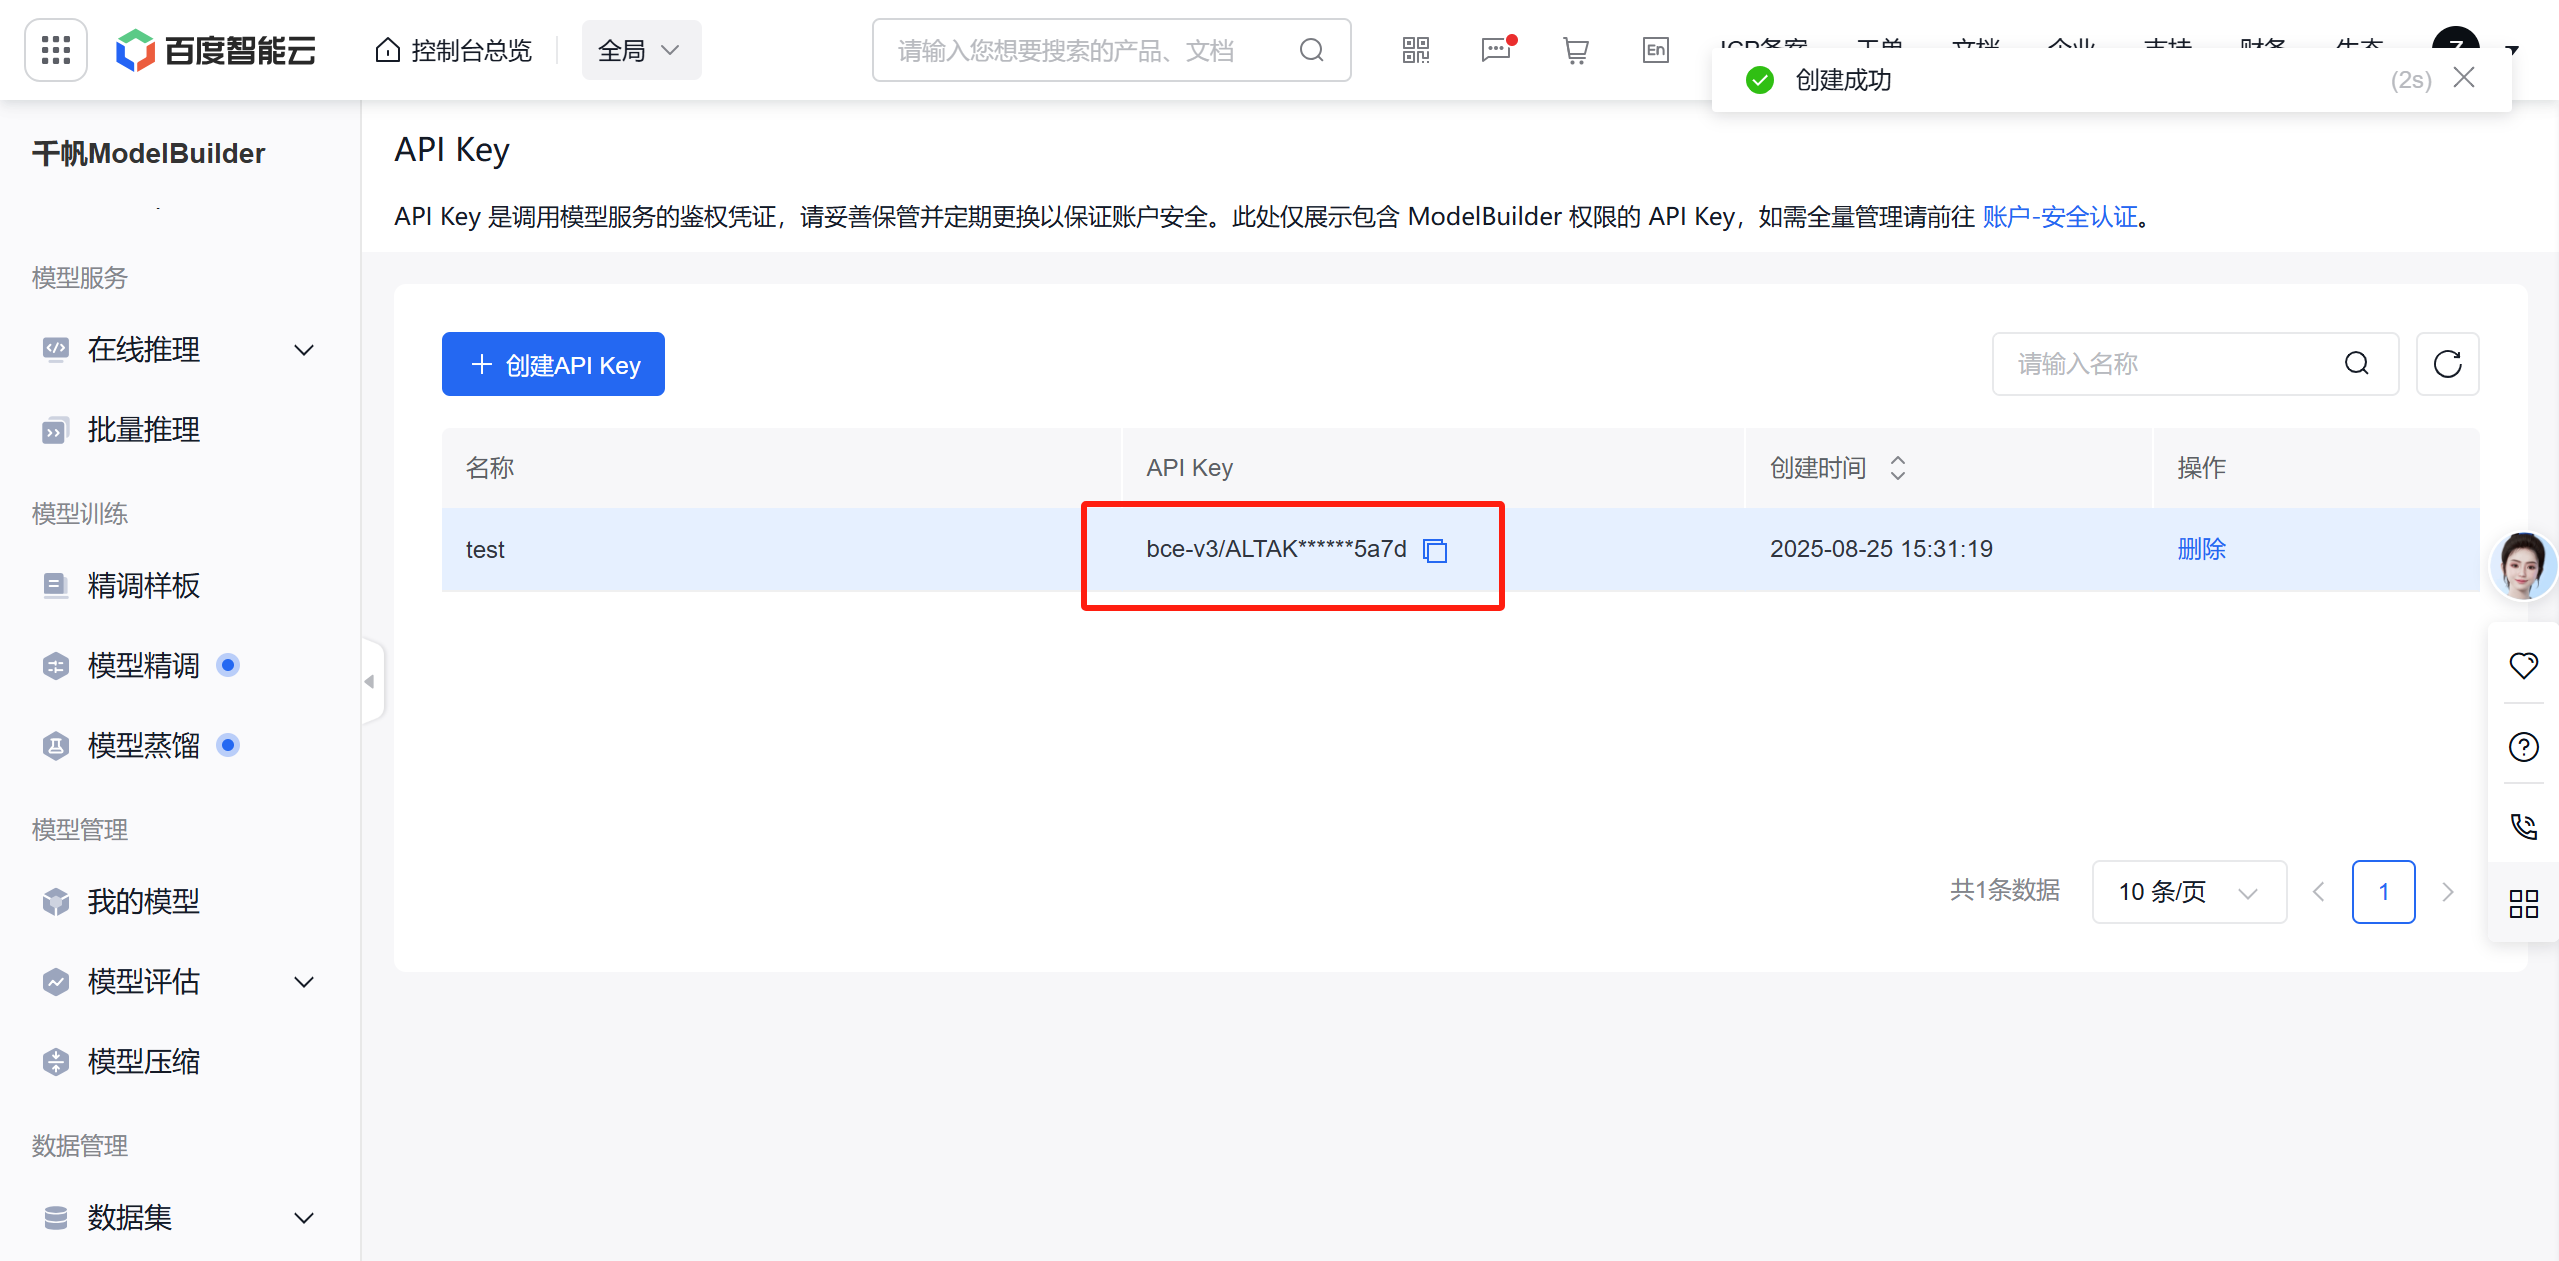 百度智能云
控制台总览
全局
请输入您想要搜索的产品、文档
En
创建成功
(2s)
千帆ModelBuilder
模型服务
在线推理
批量推理
模型训练
精调样板
模型精调
模型蒸馏
模型管理
我的模型
模型评估
模型压缩
数据管理
数据集
API Key
API Key 是调用模型服务的鉴权凭证，请妥善保管并定期更换以保证账户安全。此处仅展示包含 ModelBuilder 权限的 API Key，如需全量管理请前往 账户-安全认证。
创建API Key
请输入名称
名称 API Key 创建时间 操作
test bce-v3/ALTAK******5a7d 2025-08-25 15:31:19 删除
共1条数据 10 条/页 1